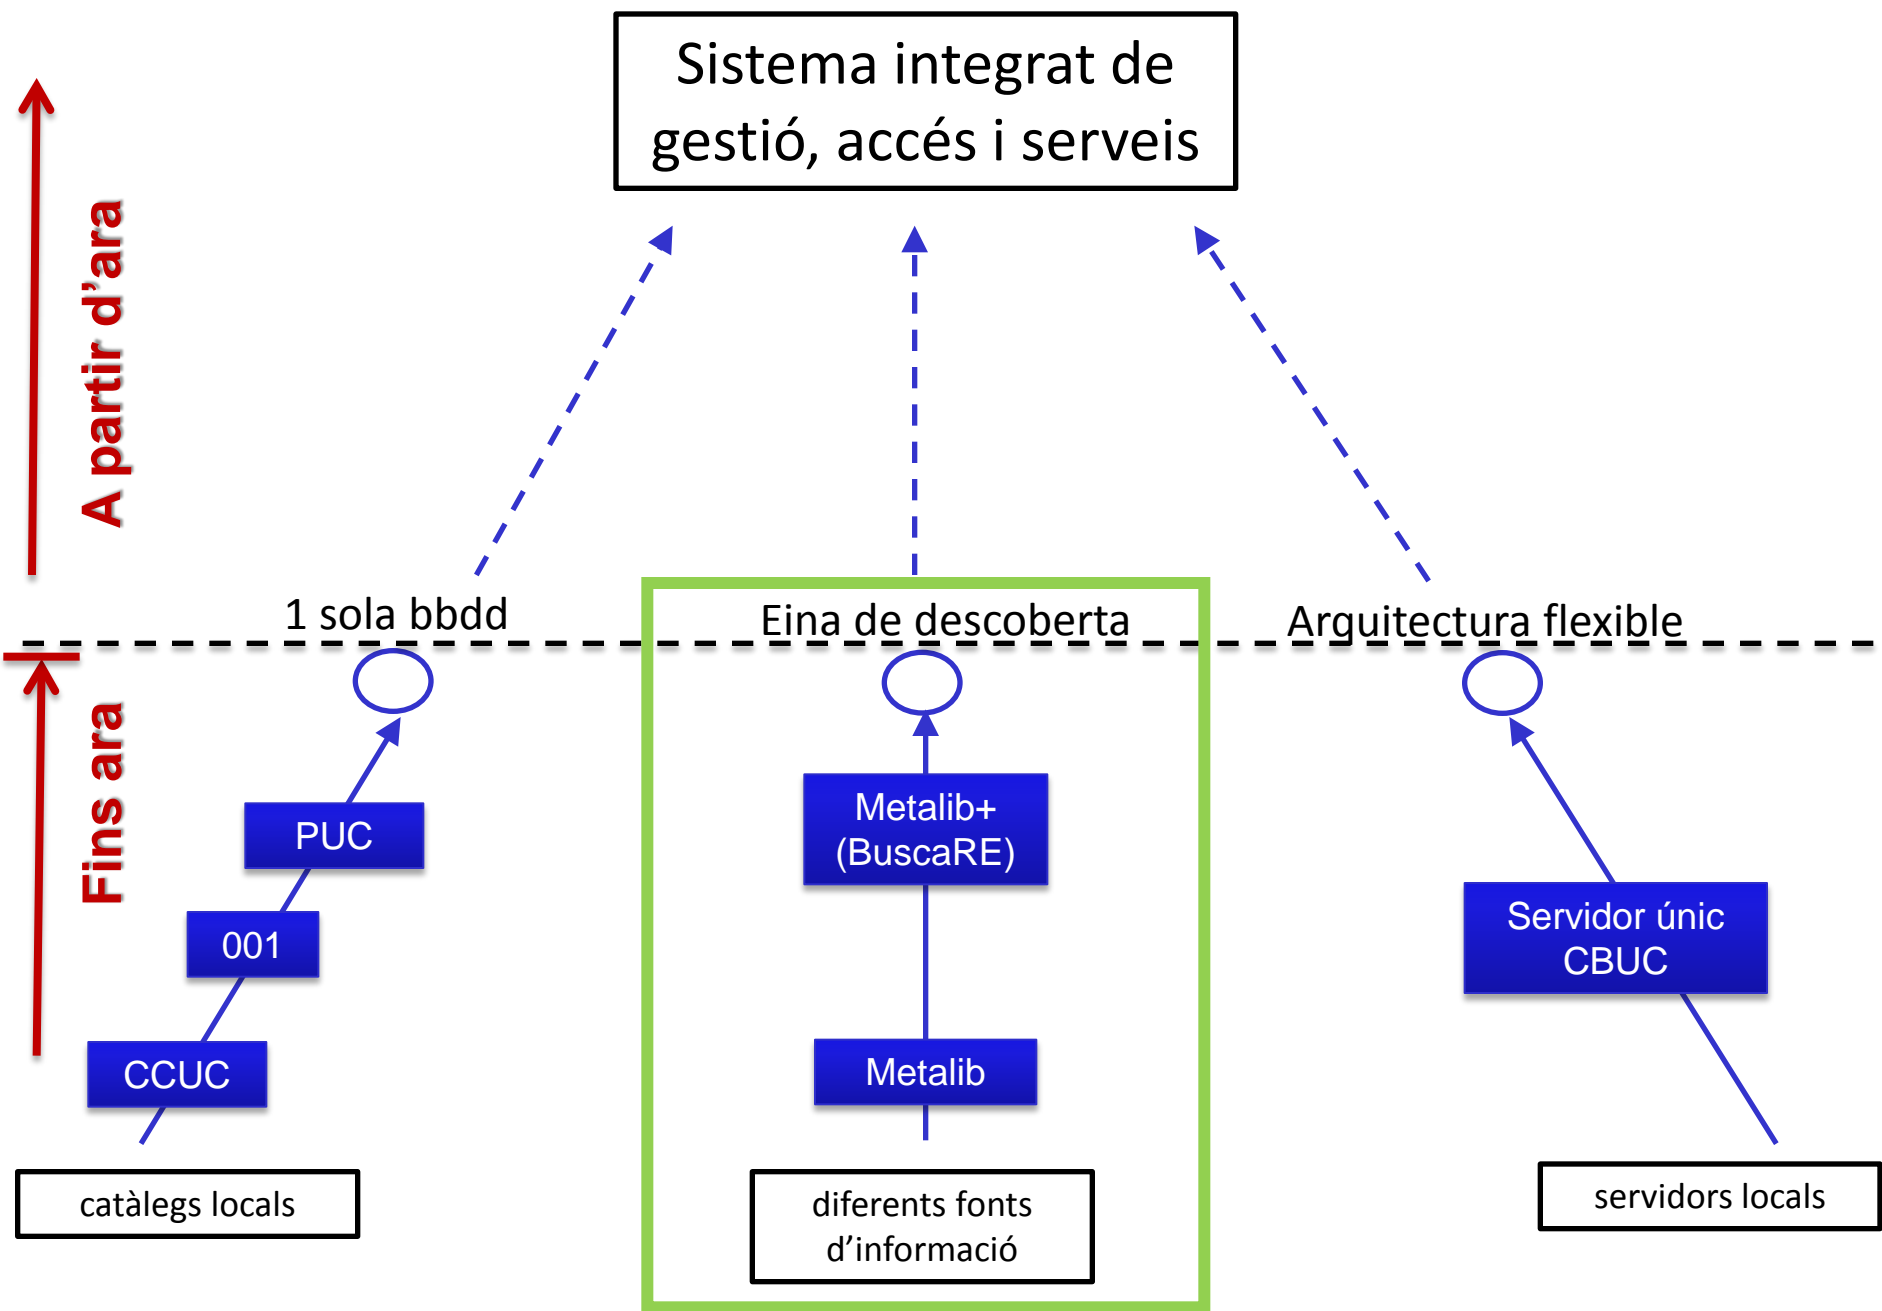 Sistema integrat de
gestió, accés i serveis
A partir d’ara
1 sola bbdd
Eina de descoberta
Arquitectura flexible
Fins ara
PUC
001
CCUC
catàlegs locals
Metalib+
(BuscaRE)
Metalib
diferents fonts
d’informació
Servidor únic
CBUC
servidors locals